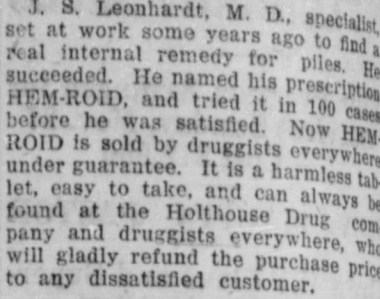 J. S. Leonhardt, M. D., specialist,
set at work some years ago to find a
real internal remedy for piles. He
succeeded. He named his prescription
HEM-ROID, and tried it in 100 cases
before he was satisfied. Now HEM-
ROID is sold by druggists everywhere
under guarantee. It is a harmless tab-
let, easy to take, and can always be
found at the Holthouse Drug com
pany and druggists everywhere, who
will gladly refund the purchase price
to any dissatisfied customer.